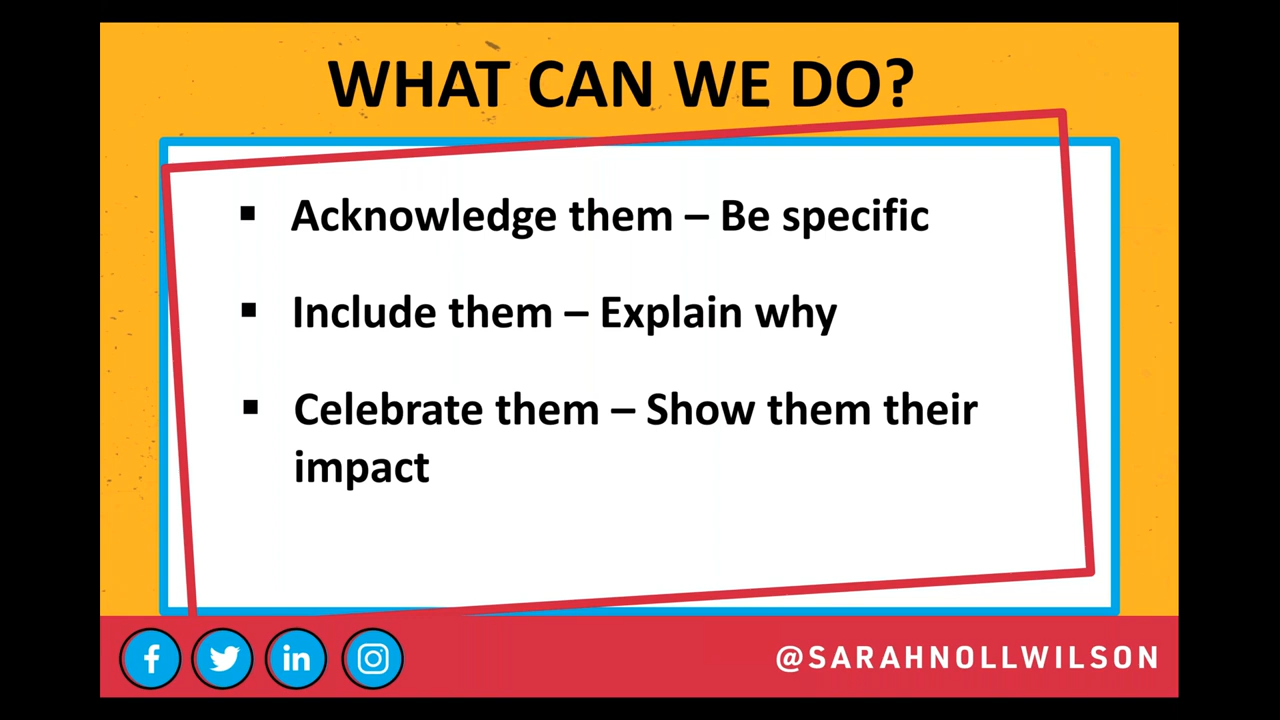 WHAT CAN WE DO?
▪ Acknowledge them – Be specific
▪ Include them – Explain why
▪ Celebrate them – Show them their
impact
@SARAHNOLLWILSON